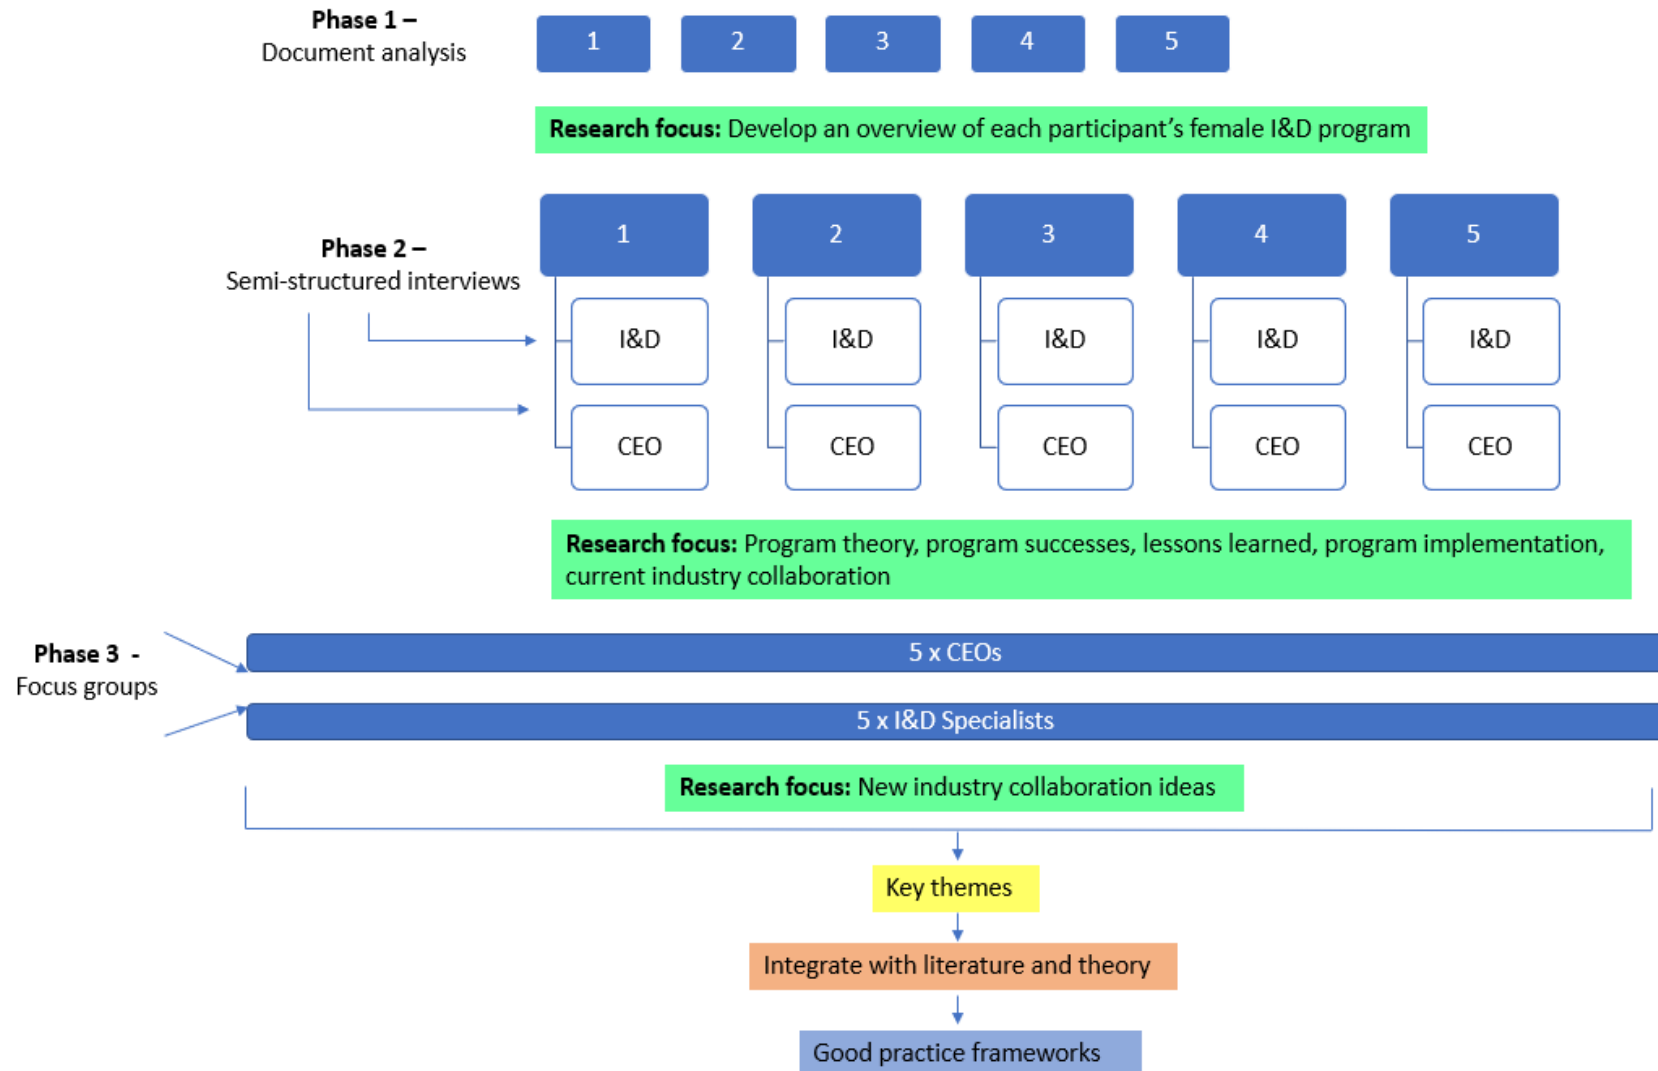 Phase 1 –
Document analysis
1
2
3
4
5
Research focus: Develop an overview of each participant's female I&D program
Phase 2 –
Semi-structured interviews
1
2
3
4
5
I&D
I&D
I&D
I&D
I&D
CEO
CEO
CEO
CEO
CEO
Research focus: Program theory, program successes, lessons learned, program implementation,
current industry collaboration
Phase 3 -
Focus groups
5 x CEOs
5 x I&D Specialists
Research focus: New industry collaboration ideas
Key themes
Integrate with literature and theory
Good practice frameworks